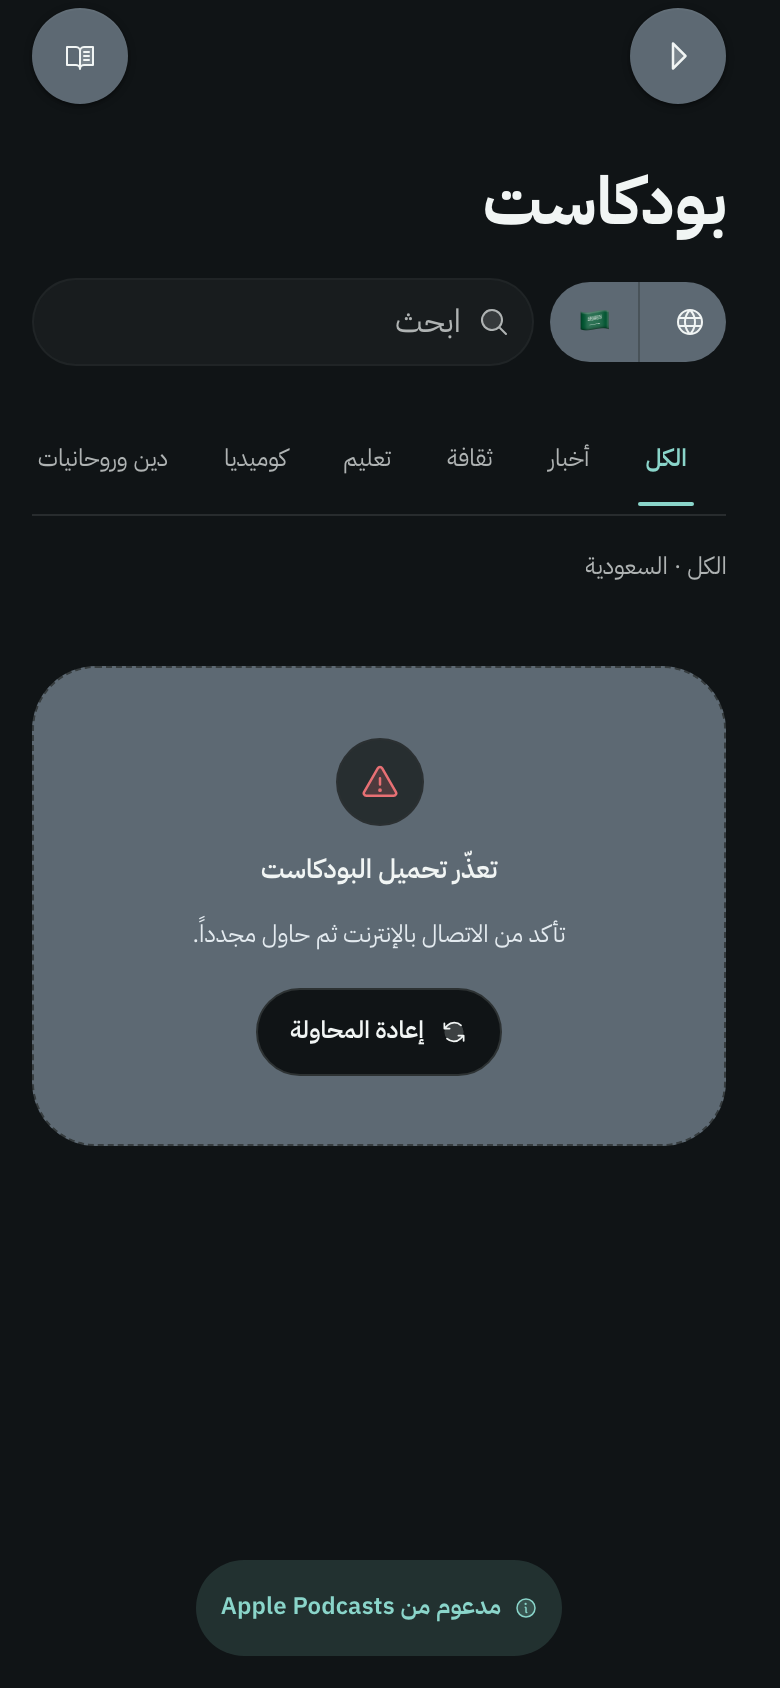 بودكاست
ابحث
الكل أخبار ثقافة تعليم كوميديا دين وروحانيات
الكل · السعودية
تعذّر تحميل البودكاست
تأكد من الاتصال بالإنترنت ثم حاول مجدداً.
إعادة المحاولة
مدعوم من Apple Podcasts